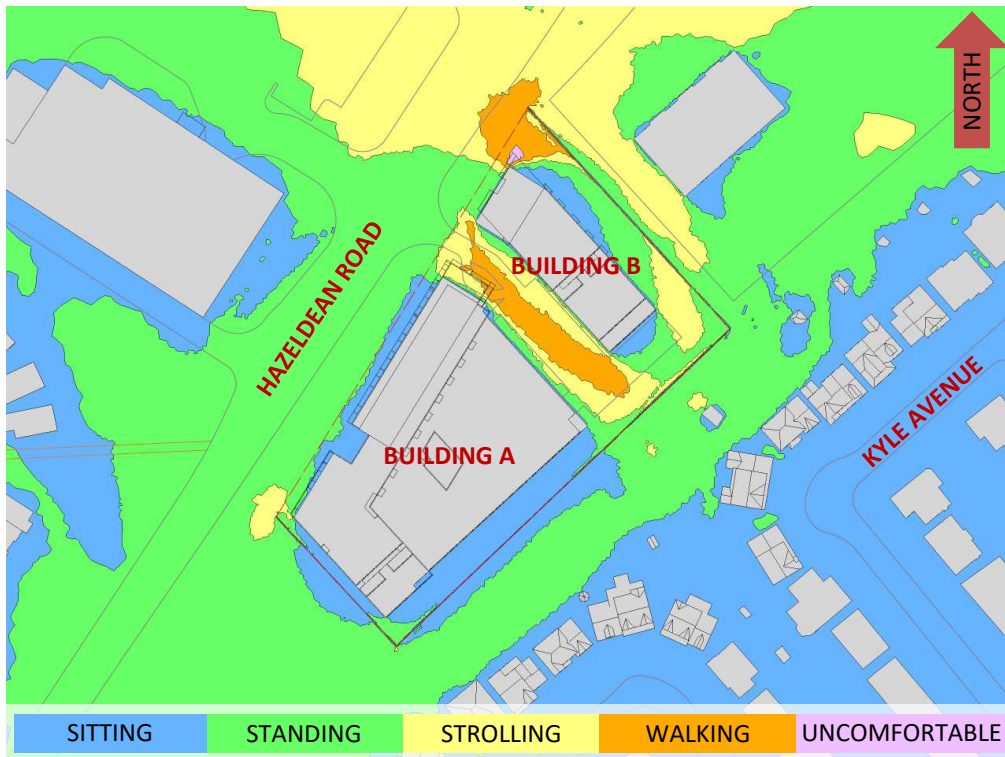 NORTH
HAZELDEAN ROAD
BUILDING B
BUILDING A
KYLE AVENUE
SITTING
STANDING
STROLLING
WALKING
UNCOMFORTABLE